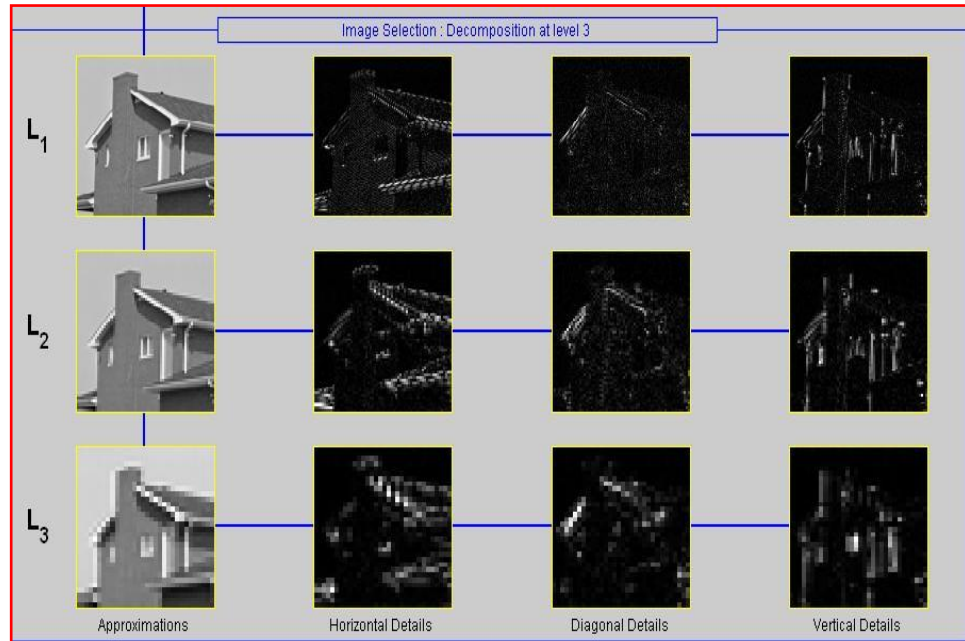 Image Selection : Decomposition at level 3
L1
L2
L3
Approximations Horizontal Details Diagonal Details Vertical Details